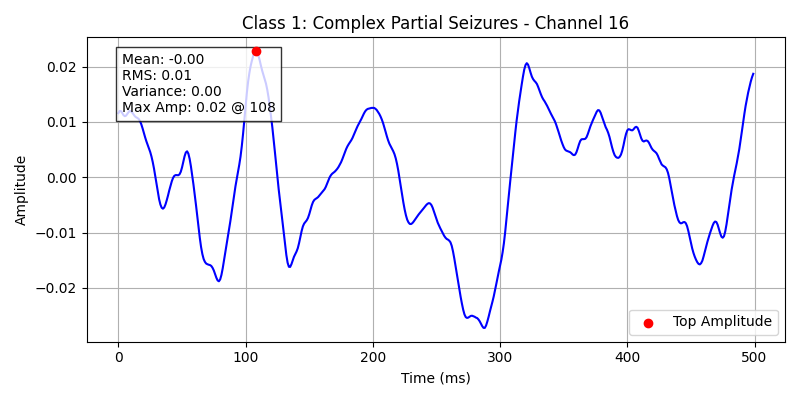 Class 1: Complex Partial Seizures - Channel 16
Mean: -0.00
RMS: 0.01
Variance: 0.00
Max Amp: 0.02 @ 108
Amplitude
0.02
0.01
0.00
−0.01
−0.02
Top Amplitude
0
100
200
300
400
500
Time (ms)